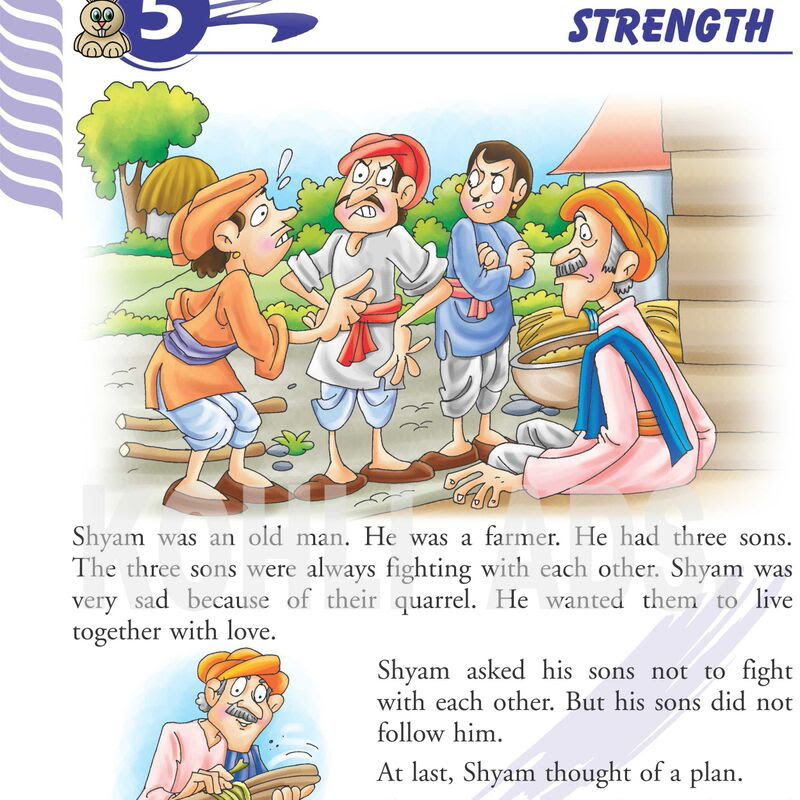 5
STRENGTH
KOHLI ADS
Shyam was an old man. He was a farmer. He had three sons.
The three sons were always fighting with each other. Shyam was
very sad because of their quarrel. He wanted them to live
together with love.
Shyam asked his sons not to fight
with each other. But his sons did not
follow him.
At last, Shyam thought of a plan.